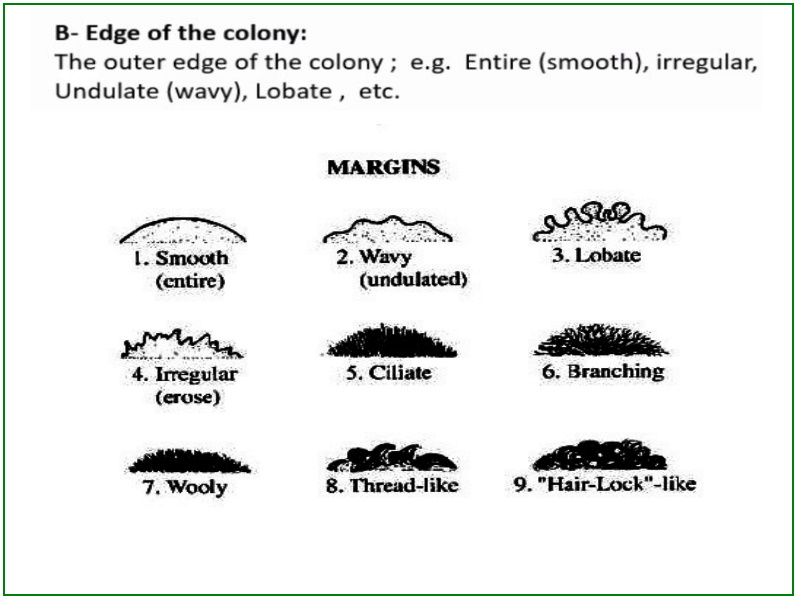 B- Edge of the colony:
The outer edge of the colony ; e.g. Entire (smooth), irregular,
Undulate (wavy), Lobate , etc.
MARGINS
1. Smooth
(entire)
2. Wavy
(undulated)
3. Lobate
4. Irregular
(erose)
5. Ciliate
6. Branching
7. Wooly
8. Thread-like
9. "Hair-Lock"-like